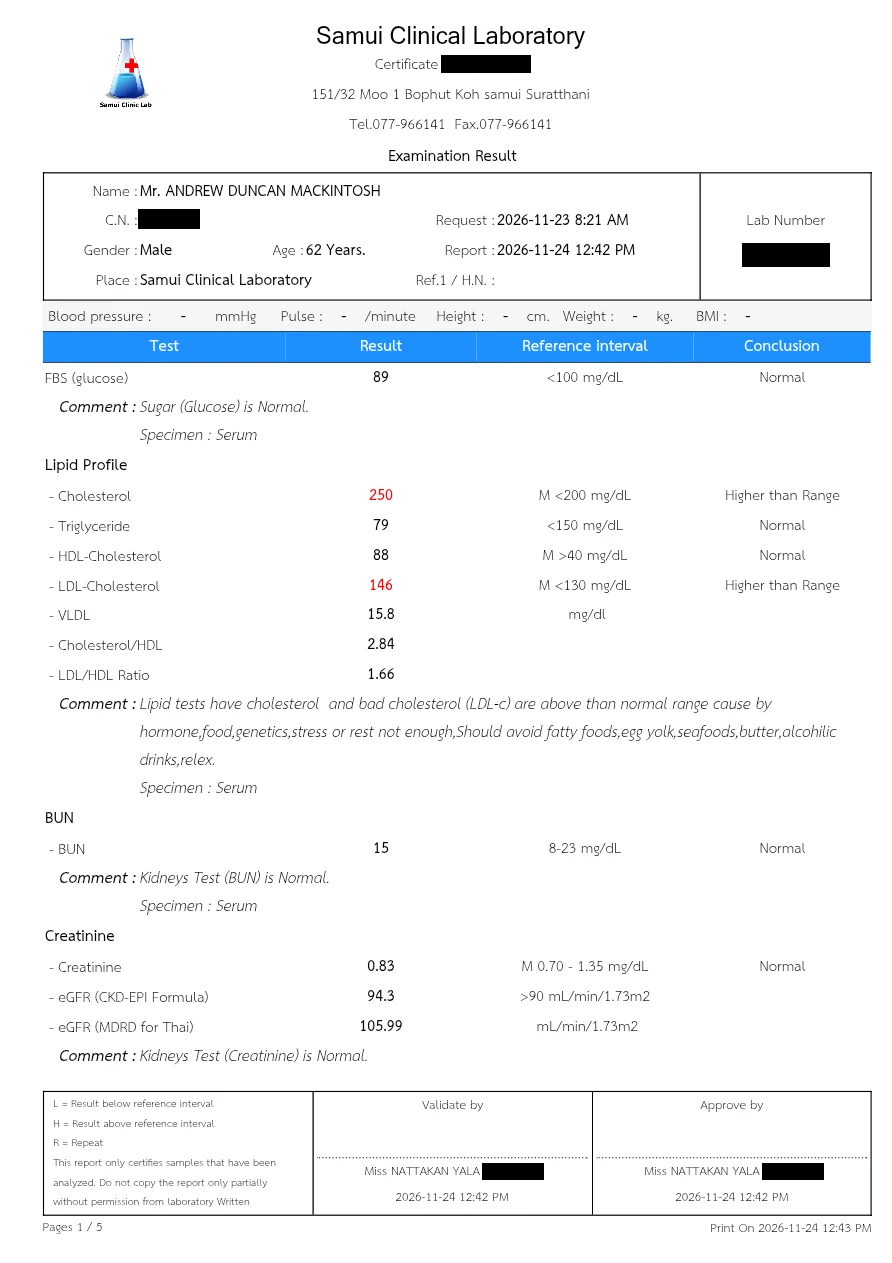 Samui Clinical Laboratory
Certificate
Samui Clinic Lab
151/32 Moo 1 Bophut Koh samui Suratthani
Tel.077-966141 Fax.077-966141
Examination Result
Name : Mr. ANDREW DUNCAN MACKINTOSH
C.N. : Request : 2026-11-23 8:21 AM Lab Number
Gender : Male Age : 62 Years. Report : 2026-11-24 12:42 PM
Place : Samui Clinical Laboratory Ref.1 / H.N. :
Blood pressure : - mmHg Pulse : - /minute Height : - cm. Weight : - kg. BMI : -
Test Result Reference interval Conclusion
FBS (glucose) 89 <100 mg/dL Normal
Comment : Sugar (Glucose) is Normal.
Specimen : Serum
Lipid Profile
- Cholesterol 250 M <200 mg/dL Higher than Range
- Triglyceride 79 <150 mg/dL Normal
- HDL-Cholesterol 88 M >40 mg/dL Normal
- LDL-Cholesterol 146 M <130 mg/dL Higher than Range
- VLDL 15.8 mg/dl
- Cholesterol/HDL 2.84
- LDL/HDL Ratio 1.66
Comment : Lipid tests have cholesterol and bad cholesterol (LDL-c) are above than normal range cause by
hormone,food,genetics,stress or rest not enough,Should avoid fatty foods,egg yolk,seafoods,butter,alcohilic
drinks,relex.
Specimen : Serum
BUN
- BUN 15 8-23 mg/dL Normal
Comment : Kidneys Test (BUN) is Normal.
Specimen : Serum
Creatinine
- Creatinine 0.83 M 0.70 - 1.35 mg/dL Normal
- eGFR (CKD-EPI Formula) 94.3 >90 mL/min/1.73m2
- eGFR (MDRD for Thai) 105.99 mL/min/1.73m2
Comment : Kidneys Test (Creatinine) is Normal.
L = Result below reference interval
H = Result above reference interval
R = Repeat
This report only certifies samples that have been
analyzed. Do not copy the report only partially
without permission from laboratory Written
Validate by
Miss NATTAKAN YALA
2026-11-24 12:42 PM
Approve by
Miss NATTAKAN YALA
2026-11-24 12:42 PM
Pages 1 / 5 Print On 2026-11-24 12:43 PM